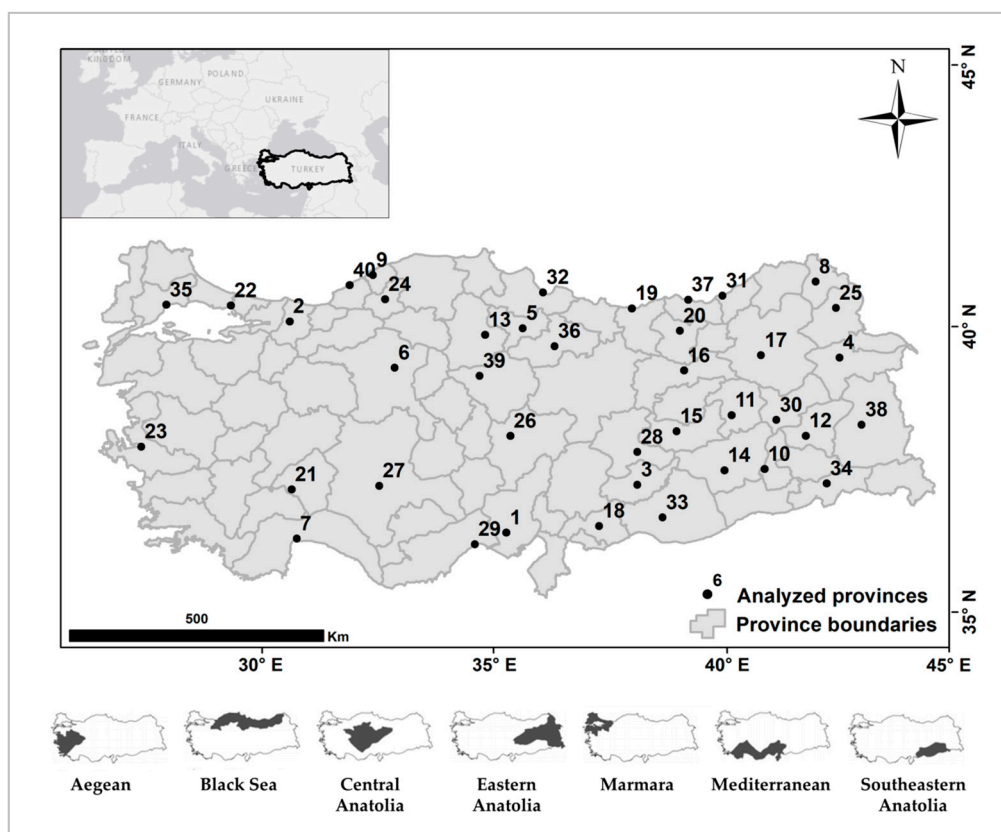 UNITED
KINGDOM
POLAND
GERMANY
UKRAINE
FRANCE
ITALY
GREECE
TURKEY
N
45° N
40° N
35° N
9
40
24
32
37
31
8
35
22
2
19
25
13
5
20
36
17
4
6
16
39
11
30
38
26
15
12
23
28
14
10
21
27
3
34
7
29
1
18
33
6
Analyzed provinces
Province boundaries
500
Km
30° E
35° E
40° E
45° E
Aegean
Black Sea
Central
Anatolia
Eastern
Anatolia
Marmara
Mediterranean
Southeastern
Anatolia